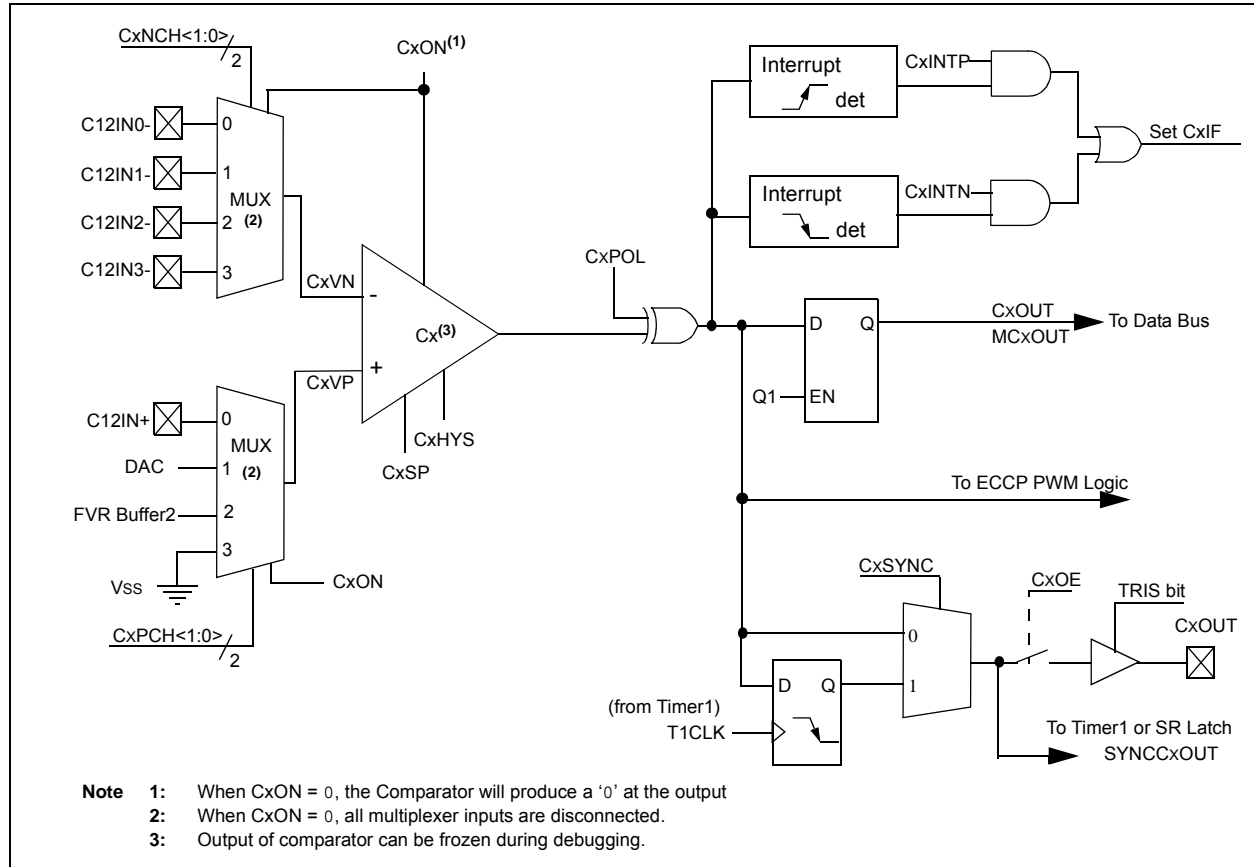 CxNCH<1:0>
2
CxON(1)
C12IN0-
C12IN1-
C12IN2-
C12IN3-
0
1
2
3
MUX
(2)
CxVN
-
Cx(3)
+
CxVP
CxHYS
CxSP
C12IN+
DAC
FVR Buffer2
VSS
0
1
2
3
MUX
(2)
CxON
CxPCH<1:0>
2
CxPOL
Interrupt
det
CxINTP
Interrupt
det
CxINTN
Set CxIF
D Q
EN
Q1
CxOUT
MCxOUT
To Data Bus
To ECCP PWM Logic
CxSYNC
0
1
D Q
(from Timer1)
T1CLK
CxOE
TRIS bit
CxOUT
To Timer1 or SR Latch
SYNCCxOUT
Note 1: When CxON = 0, the Comparator will produce a ‘0’ at the output
2: When CxON = 0, all multiplexer inputs are disconnected.
3: Output of comparator can be frozen during debugging.